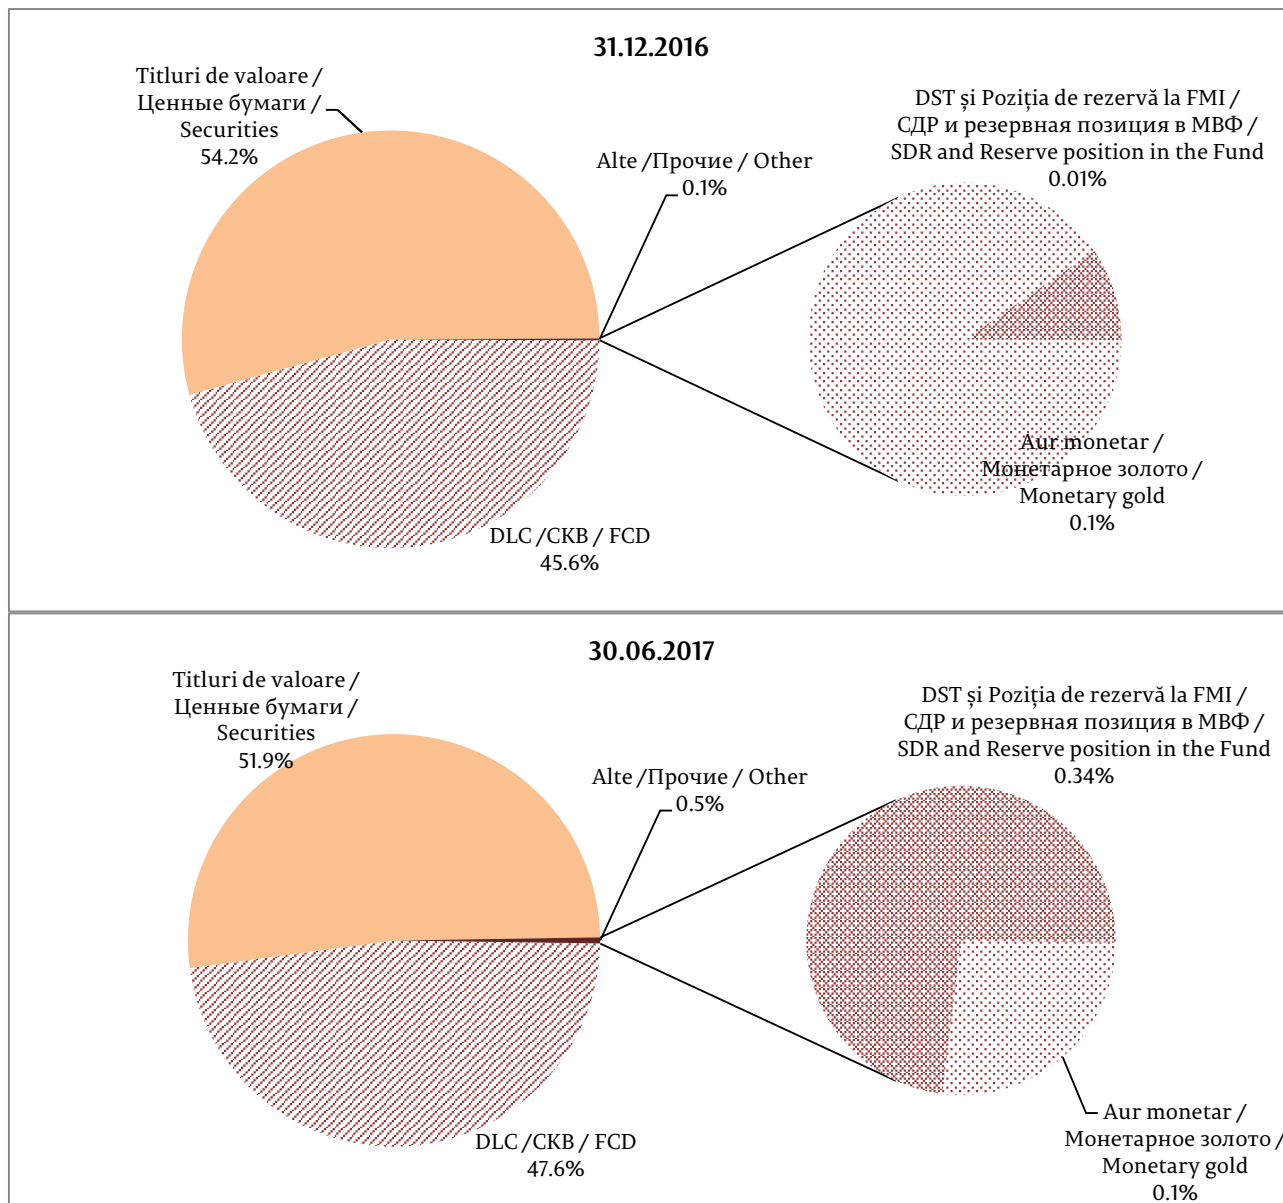 31.12.2016
Titluri de valoare /
Ценные бумаги /
Securities
54.2%
Alte /Прочие / Other
0.1%
DST și Poziția de rezervă la FMI /
СДР и резервная позиция в МВФ /
SDR and Reserve position in the Fund
0.01%
Aur monetar /
Монетарное золото /
Monetary gold
0.1%
DLC /СКВ / FCD
45.6%
30.06.2017
Titluri de valoare /
Ценные бумаги /
Securities
51.9%
Alte /Прочие / Other
0.5%
DST și Poziția de rezervă la FMI /
СДР и резервная позиция в МВФ /
SDR and Reserve position in the Fund
0.34%
Aur monetar /
Монетарное золото /
Monetary gold
0.1%
DLC /СКВ / FCD
47.6%